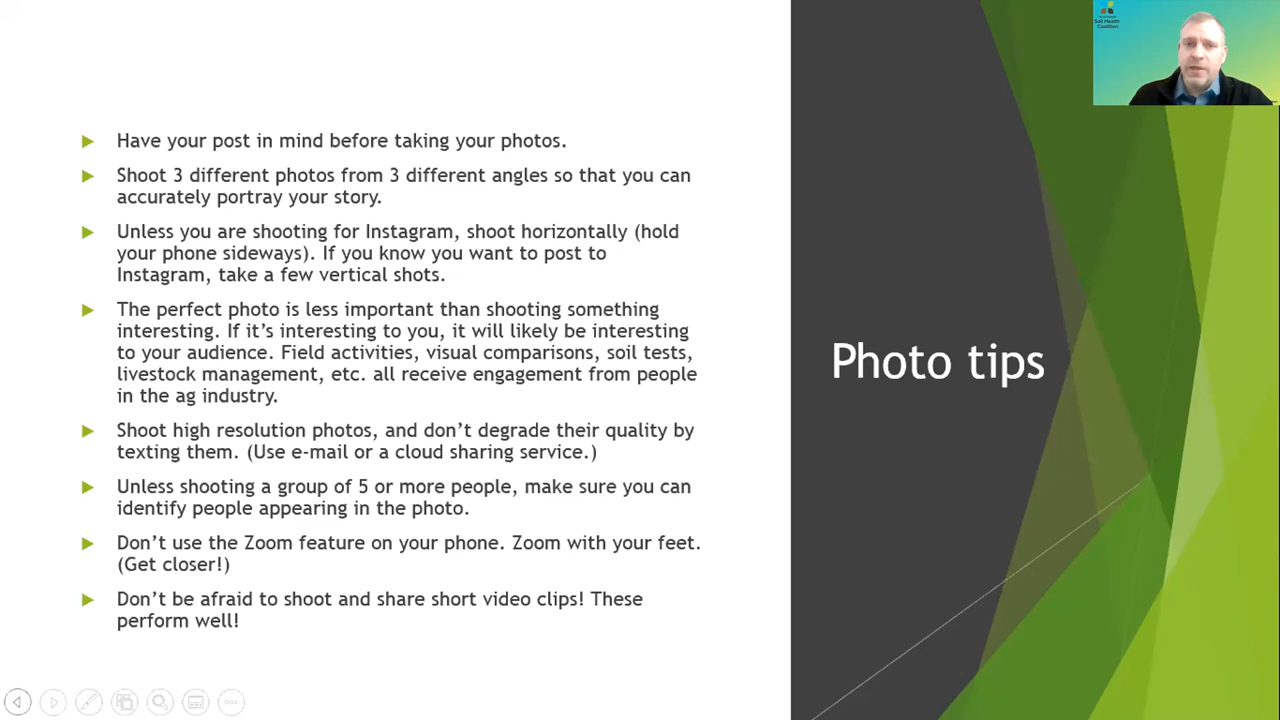 Have your post in mind before taking your photos.
Shoot 3 different photos from 3 different angles so that you can
accurately portray your story.
Unless you are shooting for Instagram, shoot horizontally (hold
your phone sideways). If you know you want to post to
Instagram, take a few vertical shots.
The perfect photo is less important than shooting something
interesting. If it’s interesting to you, it will likely be interesting
to your audience. Field activities, visual comparisons, soil tests,
livestock management, etc. all receive engagement from people
in the ag industry.
Shoot high resolution photos, and don’t degrade their quality by
texting them. (Use e-mail or a cloud sharing service.)
Unless shooting a group of 5 or more people, make sure you can
identify people appearing in the photo.
Don’t use the Zoom feature on your phone. Zoom with your feet.
(Get closer!)
Don’t be afraid to shoot and share short video clips! These
perform well!
Photo tips
Soil Health
Coalition